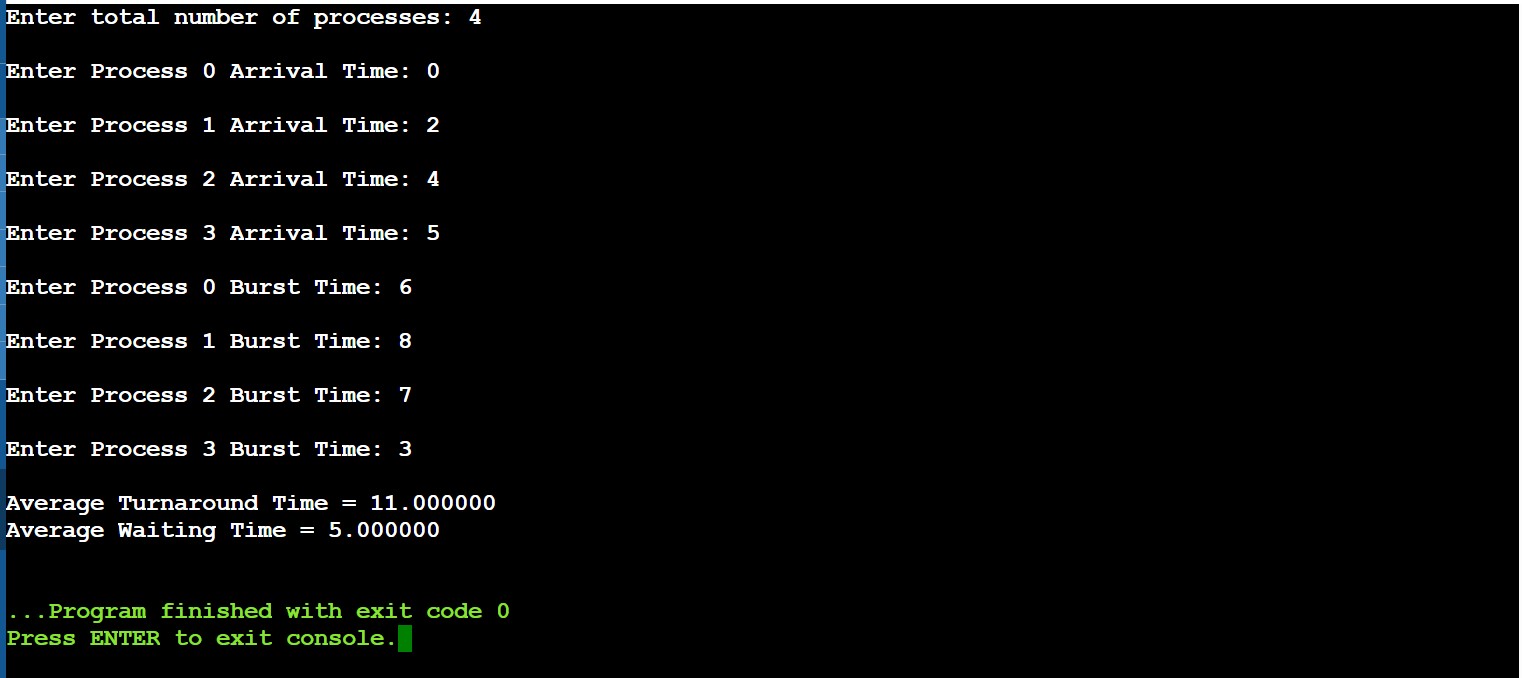 Enter total number of processes: 4
Enter Process 0 Arrival Time: 0
Enter Process 1 Arrival Time: 2
Enter Process 2 Arrival Time: 4
Enter Process 3 Arrival Time: 5
Enter Process 0 Burst Time: 6
Enter Process 1 Burst Time: 8
Enter Process 2 Burst Time: 7
Enter Process 3 Burst Time: 3
Average Turnaround Time = 11.000000
Average Waiting Time = 5.000000
...Program finished with exit code 0
Press ENTER to exit console.